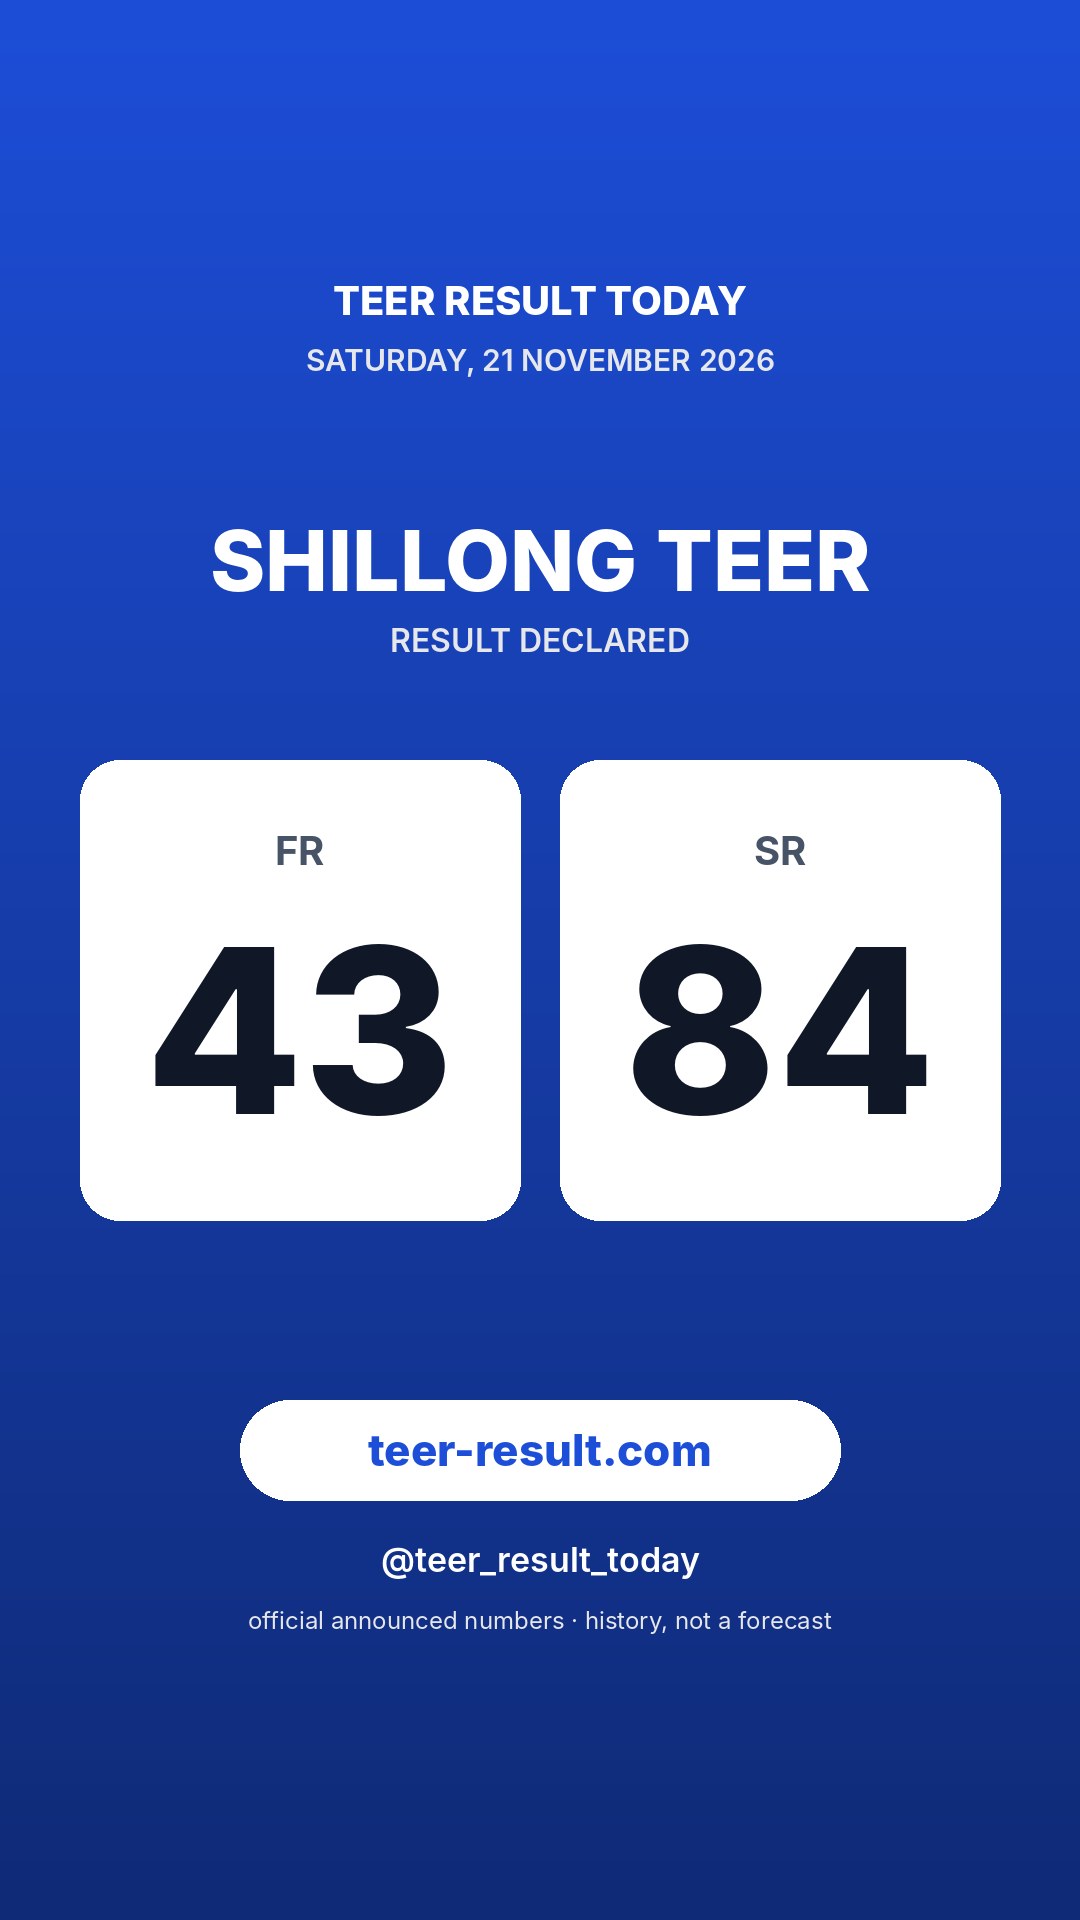 TEER RESULT TODAY
SATURDAY, 21 NOVEMBER 2026
SHILLONG TEER
RESULT DECLARED
FR
43
SR
84
teer-result.com
@teer_result_today
official announced numbers · history, not a forecast